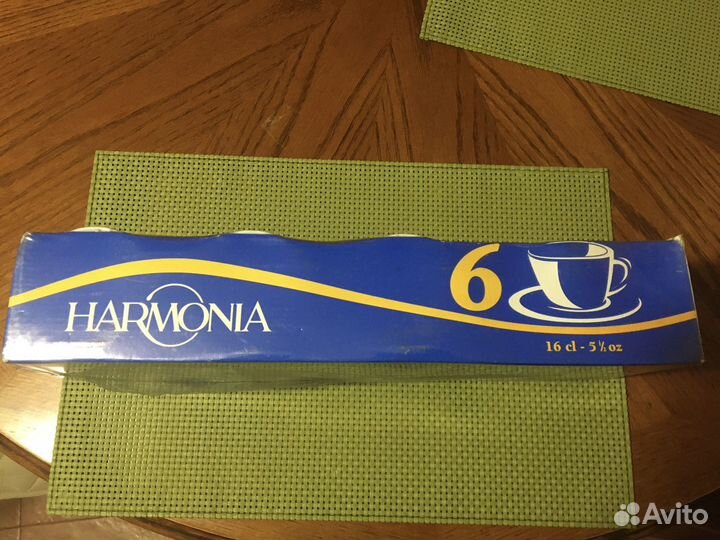 HARMONIA
6
16 cl - 5 ½ oz
Avito